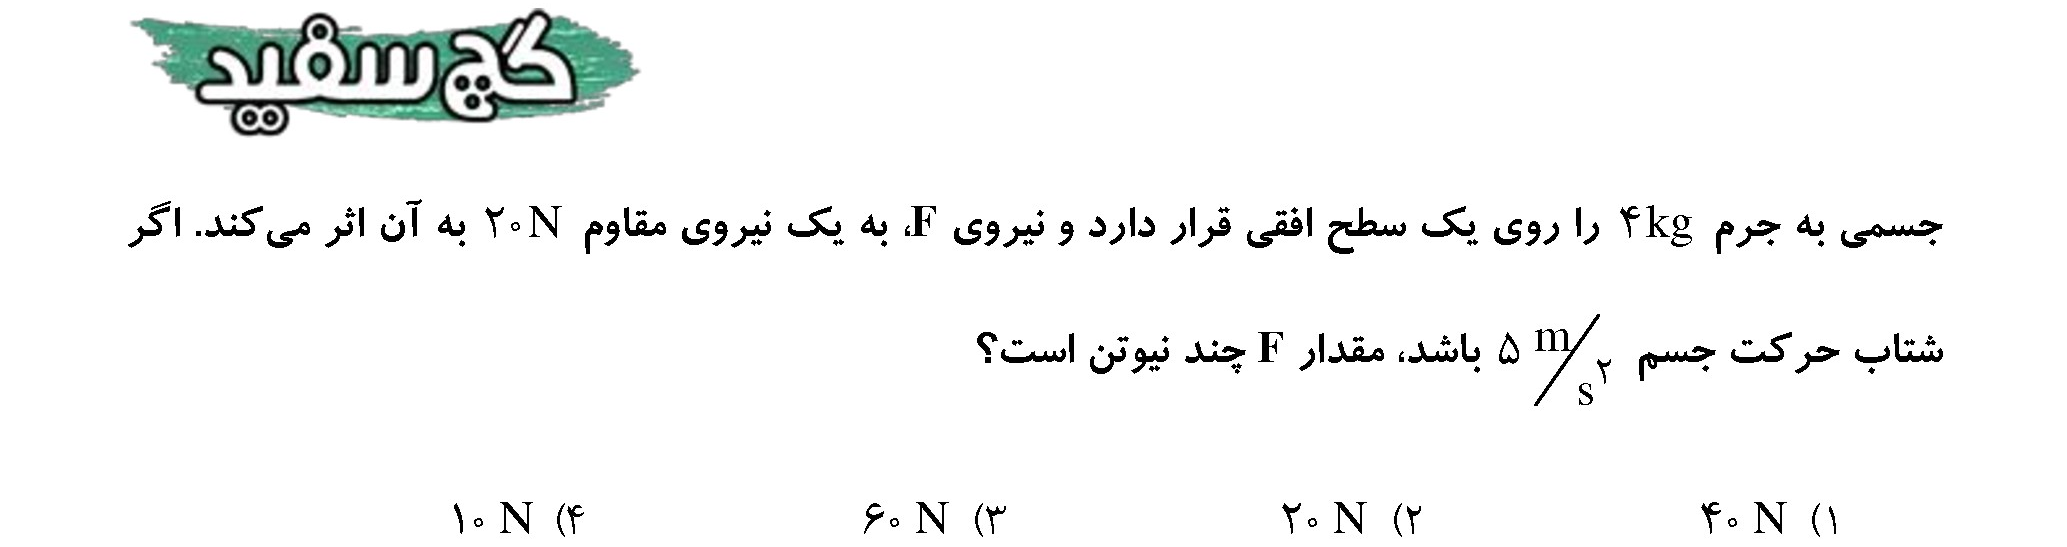 گچ سفید
جسمی به جرم ۴kg را روی یک سطح افقی قرار دارد و نیروی F، به یک نیروی مقاوم ۲۰N به آن اثر می‌کند. اگر
شتاب حرکت جسم ۵ m/s۲ باشد، مقدار F چند نیوتن است؟
۱) ۴۰ N ۲) ۲۰ N ۳) ۶۰ N ۴) ۱۰ N